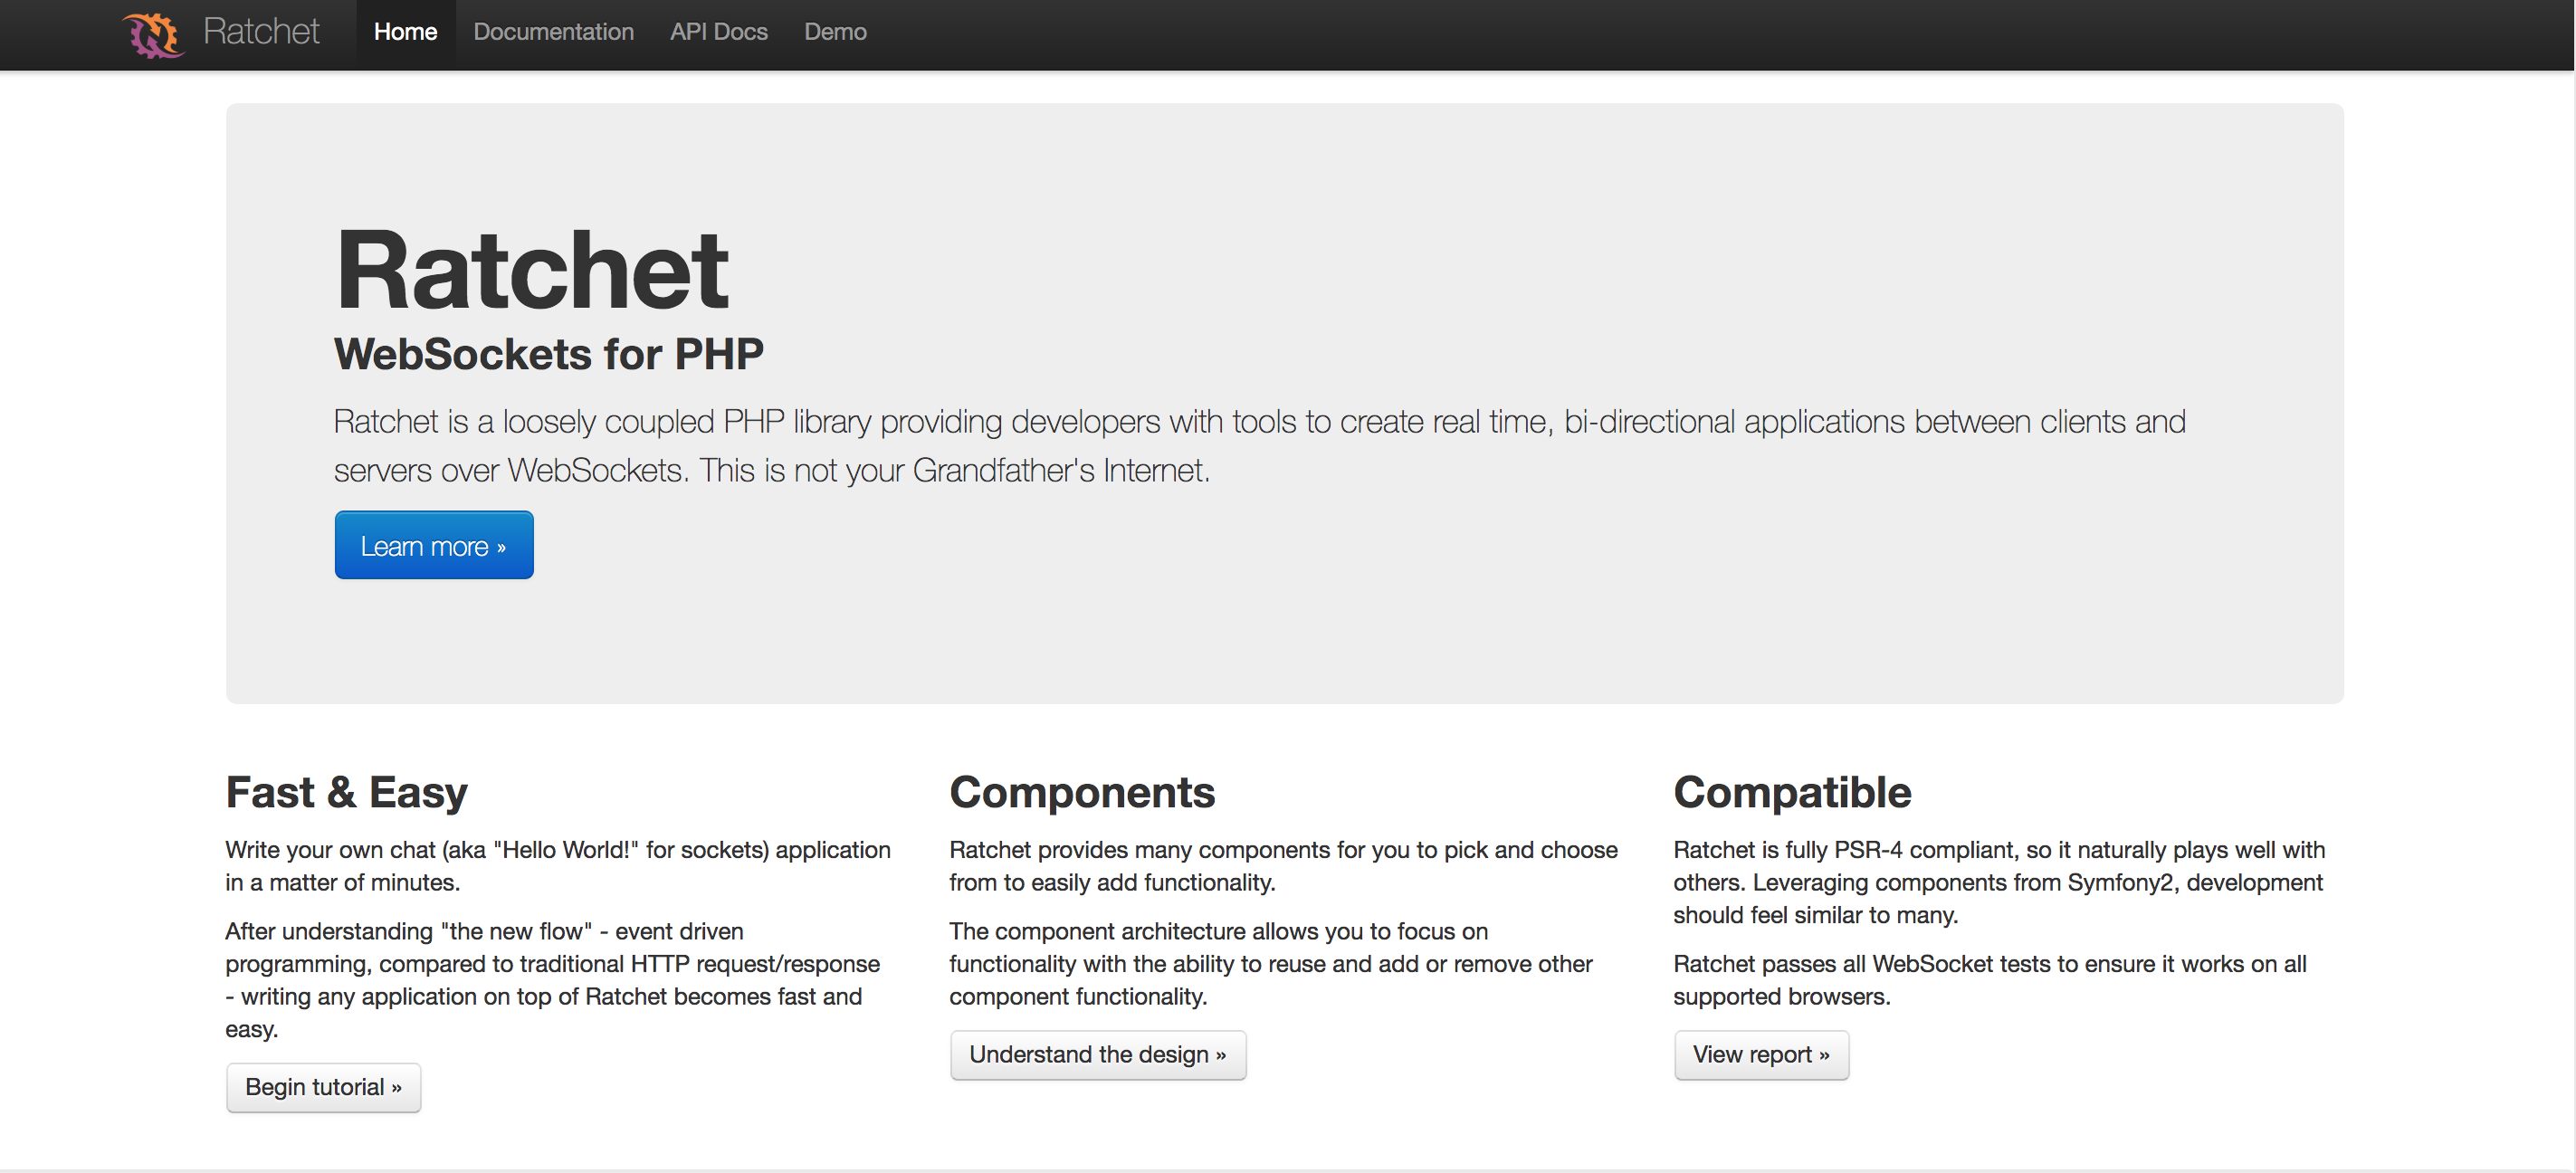 Ratchet Home Documentation API Docs Demo
Ratchet
WebSockets for PHP
Ratchet is a loosely coupled PHP library providing developers with tools to create real time, bi-directional applications between clients and
servers over WebSockets. This is not your Grandfather's Internet.
Learn more »
Fast & Easy
Write your own chat (aka "Hello World!" for sockets) application
in a matter of minutes.
After understanding "the new flow" - event driven
programming, compared to traditional HTTP request/response
- writing any application on top of Ratchet becomes fast and
easy.
Begin tutorial »
Components
Ratchet provides many components for you to pick and choose
from to easily add functionality.
The component architecture allows you to focus on
functionality with the ability to reuse and add or remove other
component functionality.
Understand the design »
Compatible
Ratchet is fully PSR-4 compliant, so it naturally plays well with
others. Leveraging components from Symfony2, development
should feel similar to many.
Ratchet passes all WebSocket tests to ensure it works on all
supported browsers.
View report »